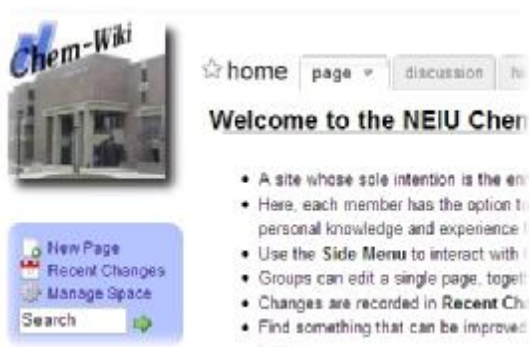 Chem-Wiki
home page discussion
Welcome to the NEIU Chem
A site whose sole intention is the en
Here, each member has the option t
personal knowledge and experience
Use the Side Menu to interact with
Groups can edit a single page, toget
Changes are recorded in Recent Ch
Find something that can be improved
New Page
Recent Changes
Manage Space
Search